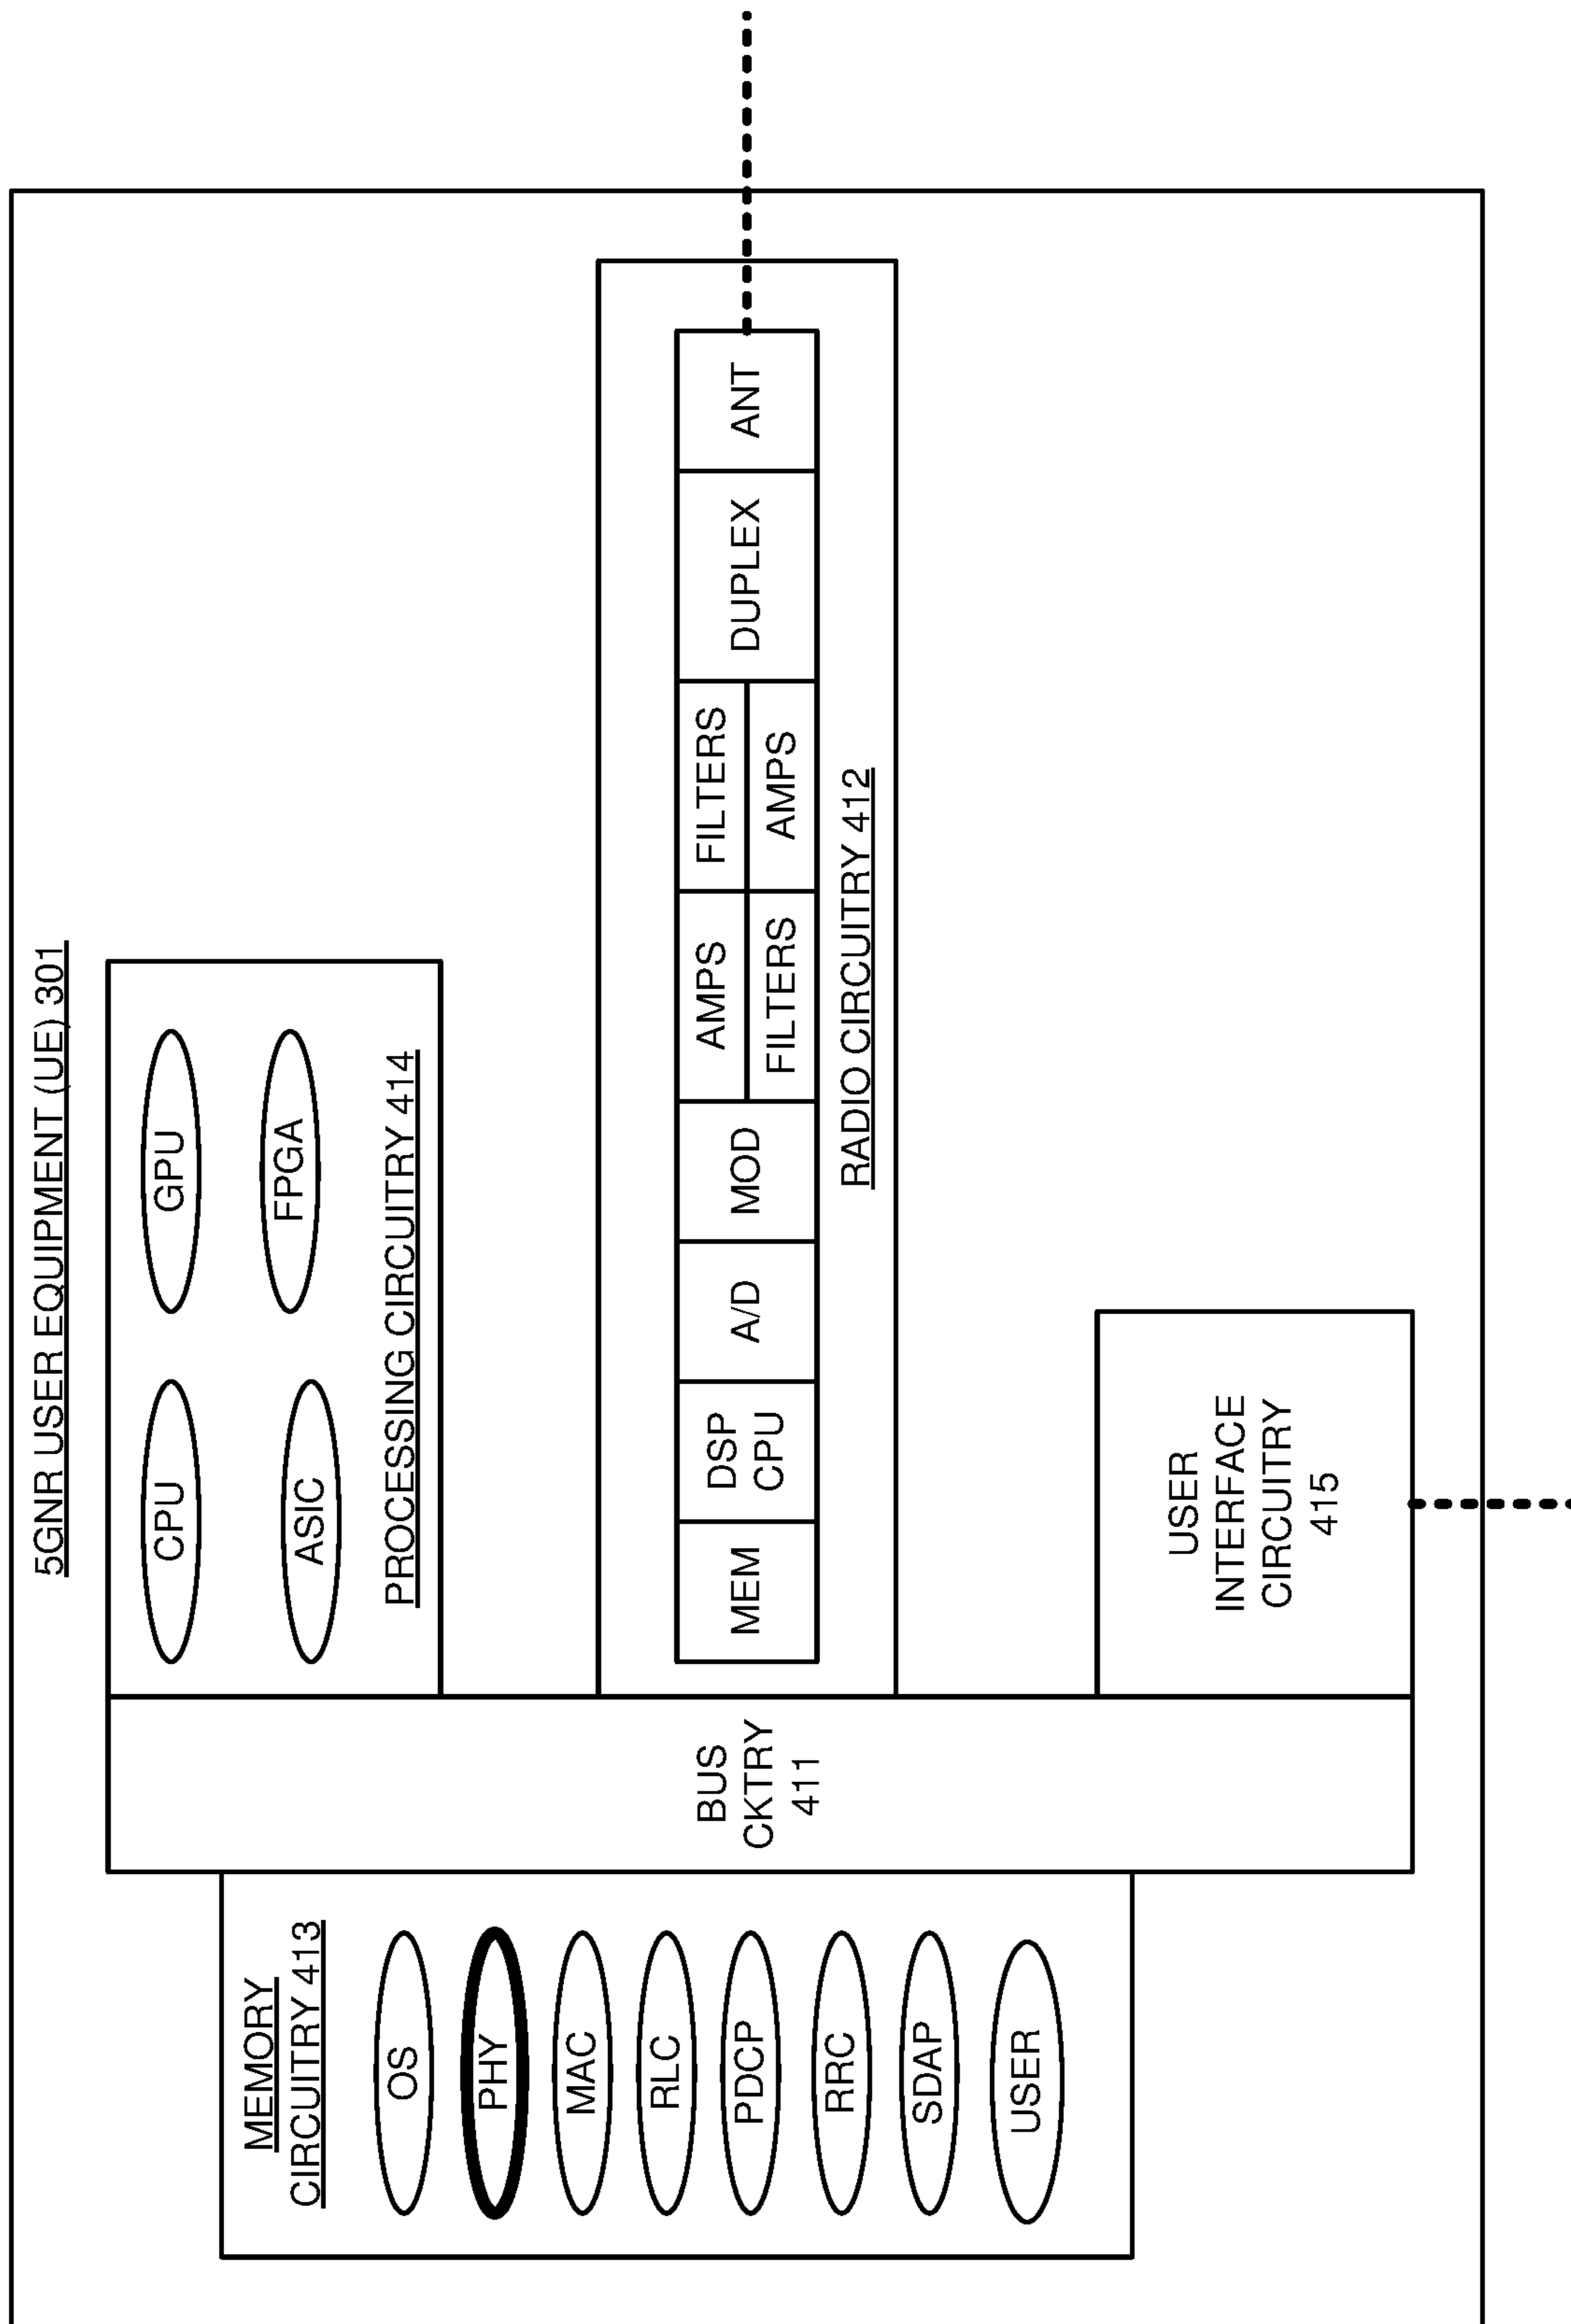 5GNR USER EQUIPMENT (UE) 301
MEMORY
CIRCUITRY 413
OS
PHY
MAC
RLC
PDCP
RRC
SDAP
USER
BUS
CKTRY
411
CPU
GPU
ASIC
FPGA
PROCESSING CIRCUITRY 414
MEM
DSP
CPU
A/D
MOD
AMPS
FILTERS
FILTERS
AMPS
DUPLEX
ANT
RADIO CIRCUITRY 412
USER
INTERFACE
CIRCUITRY
415